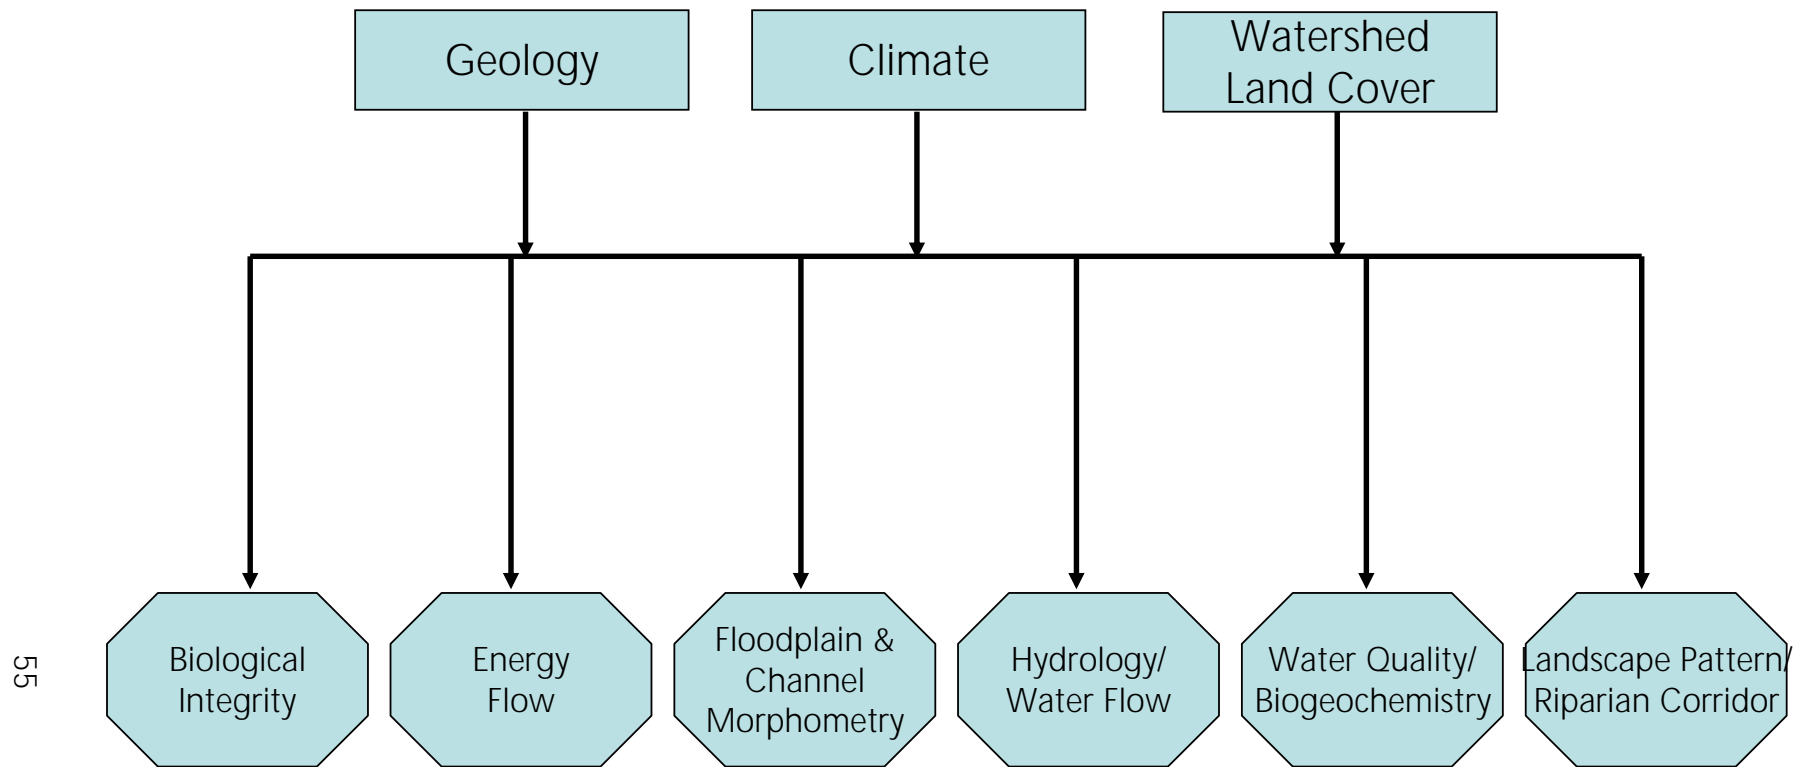 Geology
Climate
Watershed
Land Cover
Biological
Integrity
Energy
Flow
Floodplain &
Channel
Morphometry
Hydrology/
Water Flow
Water Quality/
Biogeochemistry
Landscape Pattern/
Riparian Corridor
55